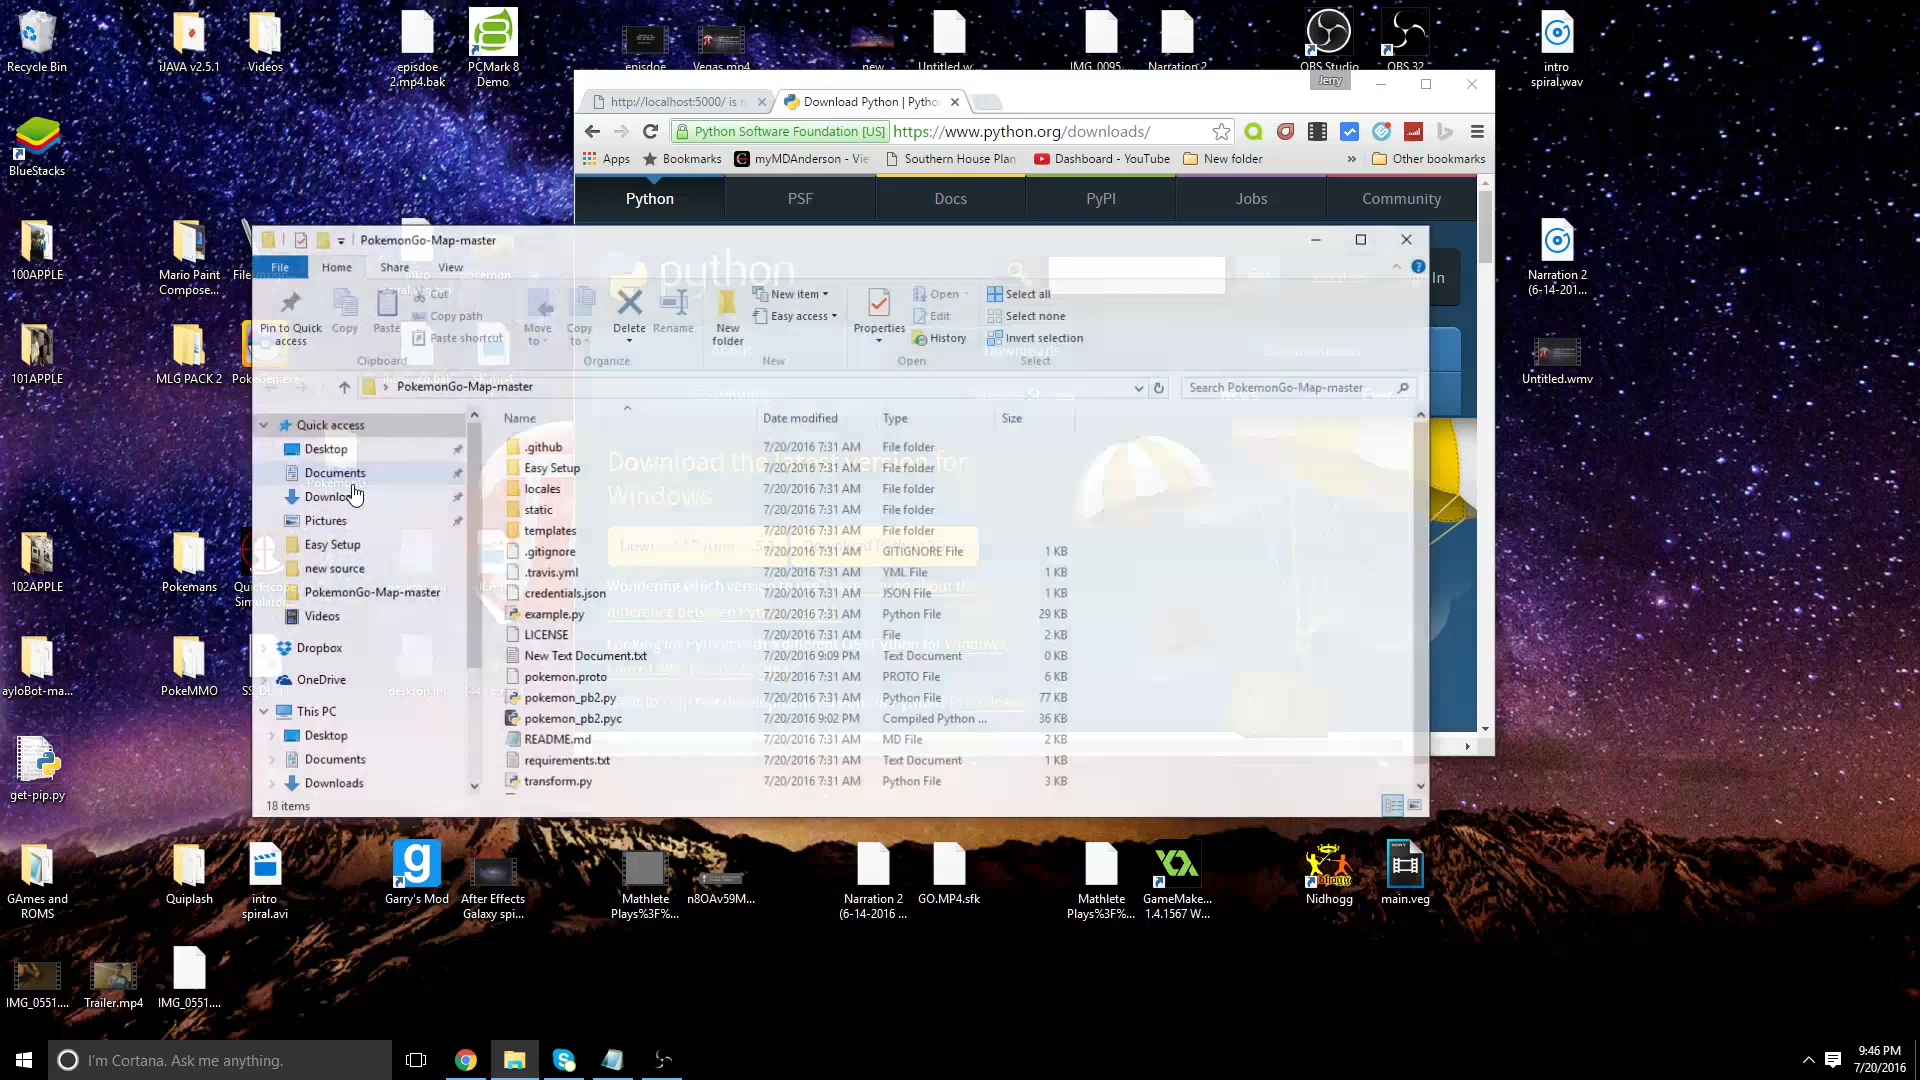 Recycle Bin
iJAVA v2.5.1
Videos
episdoe
2.mp4.bak
PCMark 8
Demo
episdoe
Vegas.mp4
new
Untitled.w...
IMG_0095....
Narration 2
OBS Studio
OBS 32
intro
spiral.wav
Jerry
http://localhost:5000/ is n
Download Python | Pytho
Python Software Foundation [US]
https://www.python.org/downloads/
Apps
Bookmarks
myMDAnderson - Vie
Southern House Plan
Dashboard - YouTube
New folder
»
Other bookmarks
Python
PSF
Docs
PyPI
Jobs
Community
python
In
BlueStacks
100APPLE
Mario Paint
Compose...
101APPLE
MLG PACK 2
PokeGen.exe
102APPLE
Pokemans
Quickscope
Simulator...
ayloBot-ma...
PokeMMO
desktop.ini
get-pip.py
Narration 2
(6-14-201...
Untitled.wmv
PokemonGo-Map-master
File
Home
Share
View
Pin to Quick
access
Copy
Paste
Cut
Copy path
Paste shortcut
Clipboard
Move
to
Copy
to
Delete
Rename
Organize
New
folder
New item
Easy access
New
Properties
Open
Edit
History
Open
Select all
Select none
Invert selection
Select
PokemonGo-Map-master
Search PokemonGo-Map-master
Quick access
Desktop
Documents
Downloa
Pictures
Easy Setup
new source
PokemonGo-Map-master
Videos
Dropbox
OneDrive
This PC
Desktop
Documents
Downloads
18 items
Name Date modified Type Size
.github 7/20/2016 7:31 AM File folder
Easy Setup 7/20/2016 7:31 AM File folder
locales 7/20/2016 7:31 AM File folder
static 7/20/2016 7:31 AM File folder
templates 7/20/2016 7:31 AM File folder
.gitignore 7/20/2016 7:31 AM GITIGNORE File 1 KB
.travis.yml 7/20/2016 7:31 AM YML File 1 KB
credentials.json 7/20/2016 7:31 AM JSON File 1 KB
example.py 7/20/2016 7:31 AM Python File 29 KB
LICENSE 7/20/2016 7:31 AM File 2 KB
New Text Document.txt 7/20/2016 9:09 PM Text Document 0 KB
pokemon.proto 7/20/2016 7:31 AM PROTO File 6 KB
pokemon_pb2.py 7/20/2016 7:31 AM Python File 77 KB
pokemon_pb2.pyc 7/20/2016 9:02 PM Compiled Python ... 36 KB
README.md 7/20/2016 7:31 AM MD File 2 KB
requirements.txt 7/20/2016 7:31 AM Text Document 1 KB
transform.py 7/20/2016 7:31 AM Python File 3 KB
Download the latest version for
Windows
GAmes and
ROMS
Quiplash
intro
spiral.avi
Garry's Mod
After Effects
Galaxy spi...
Mathlete
Plays%3F%...
n8OAv59M...
Narration 2
(6-14-2016 ...
GO.MP4.sfk
Mathlete
Plays%3F%...
GameMake...
1.4.1567 W...
Nidhogg
main.veg
IMG_0551....
Trailer.mp4
IMG_0551....
I'm Cortana. Ask me anything.
9:46 PM
7/20/2016